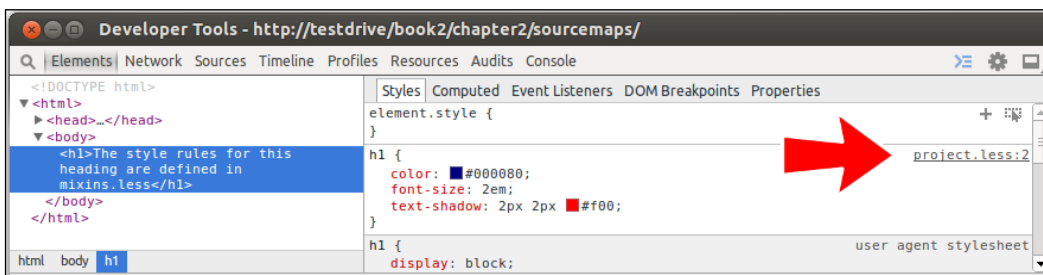 Developer Tools - http://testdrive/book2/chapter2/sourcemaps/
Elements Network Sources Timeline Profiles Resources Audits Console
<!DOCTYPE html>
▼<html>
▶<head>…</head>
▼<body>
<h1>The style rules for this
heading are defined in
mixins.less</h1>
</body>
</html>
html body h1
Styles Computed Event Listeners DOM Breakpoints Properties
element.style {
}
h1 { project.less:2
color: #000080;
font-size: 2em;
text-shadow: 2px 2px #f00;
}
h1 { user agent stylesheet
display: block;